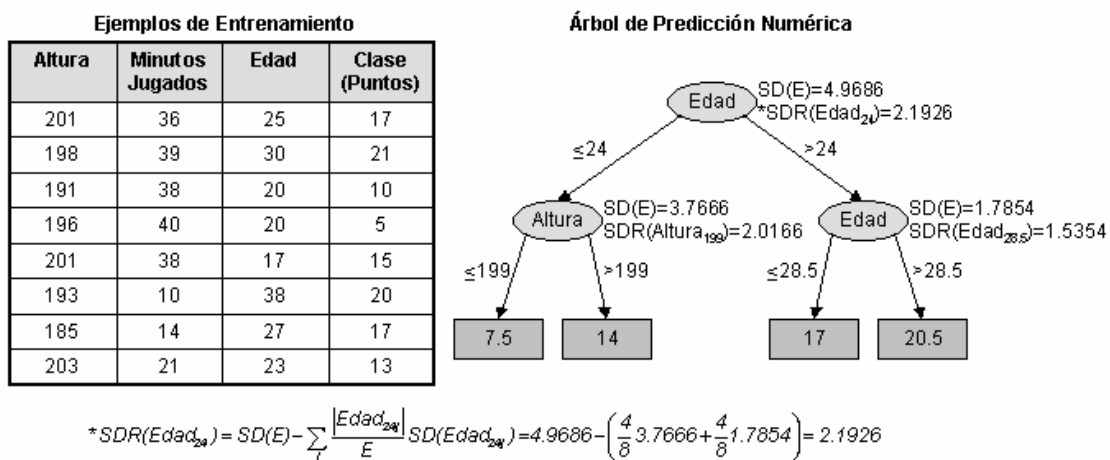 Ejemplos de Entrenamiento
Árbol de Predicción Numérica
Altura Minutos Jugados Edad Clase (Puntos)
201 36 25 17
198 39 30 21
191 38 20 10
196 40 20 5
201 38 17 15
193 10 38 20
185 14 27 17
203 21 23 13
Edad
SD(E)=4.9686
*SDR(Edad₂₄)=2.1926
≤24 >24
Altura
SD(E)=3.7666
SDR(Altura₁₉₉)=2.0166
Edad
SD(E)=1.7854
SDR(Edad₂₈.₅)=1.5354
≤199 >199 ≤28.5 >28.5
7.5 14 17 20.5
*SDR(Edad₂₄) = SD(E)− ∑ᵢ |Edad₂₄ᵢ|/E SD(Edad₂₄ᵢ) =4.9686−(4/8 3.7666+4/8 1.7854)= 2.1926